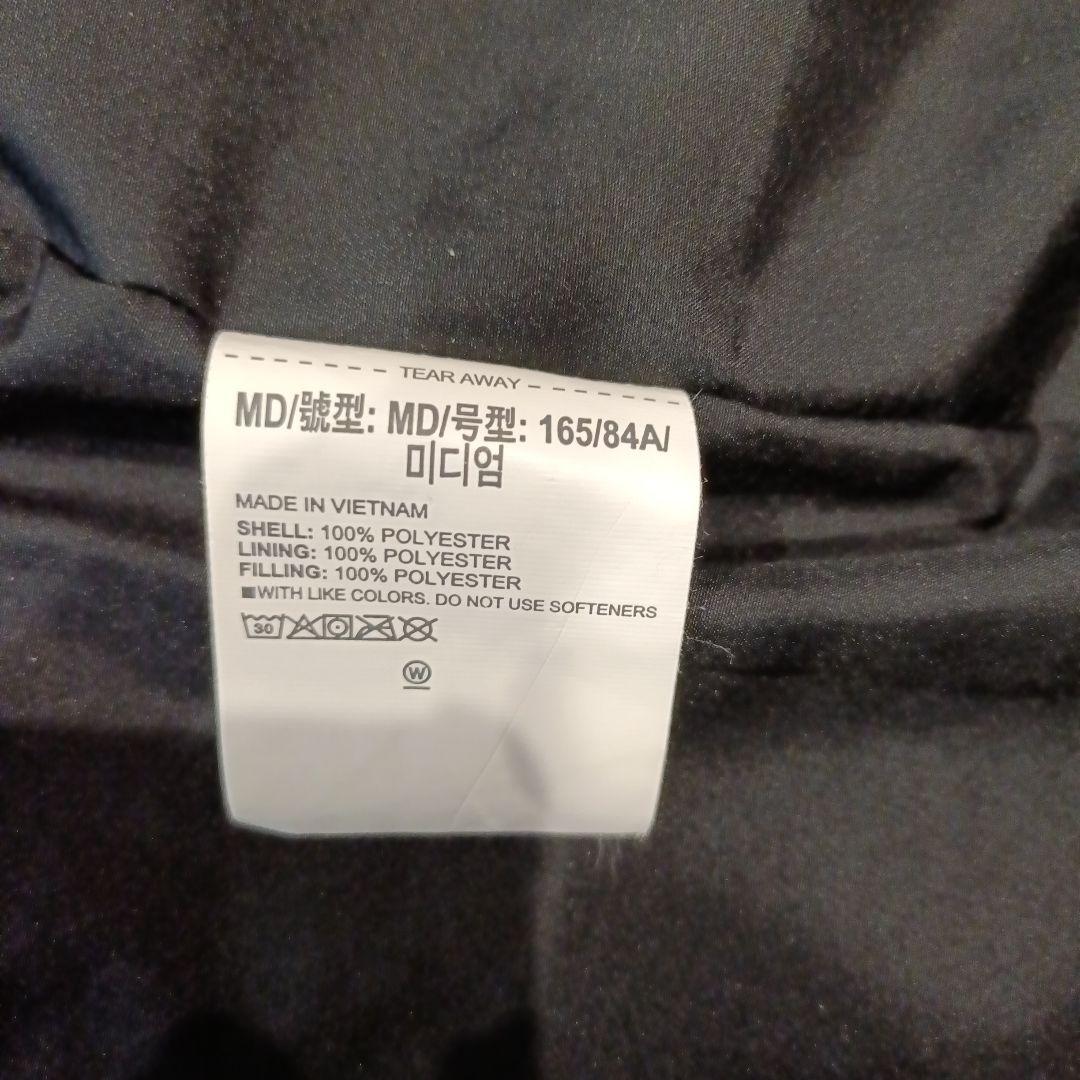 TEAR AWAY
MD/號型: MD/号型: 165/84A/
미디엄
MADE IN VIETNAM
SHELL: 100% POLYESTER
LINING: 100% POLYESTER
FILLING: 100% POLYESTER
■WITH LIKE COLORS. DO NOT USE SOFTENERS
30
W